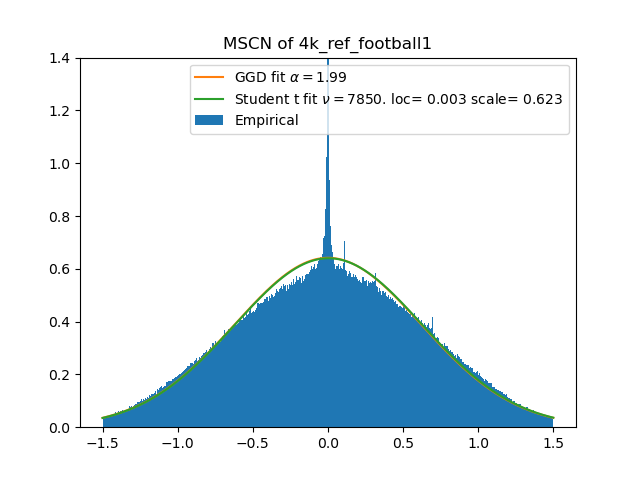 MSCN of 4k_ref_football1
GGD fit α = 1.99
Student t fit ν = 7850. loc= 0.003 scale= 0.623
Empirical
1.4
1.2
1.0
0.8
0.6
0.4
0.2
0.0
−1.5 −1.0 −0.5 0.0 0.5 1.0 1.5